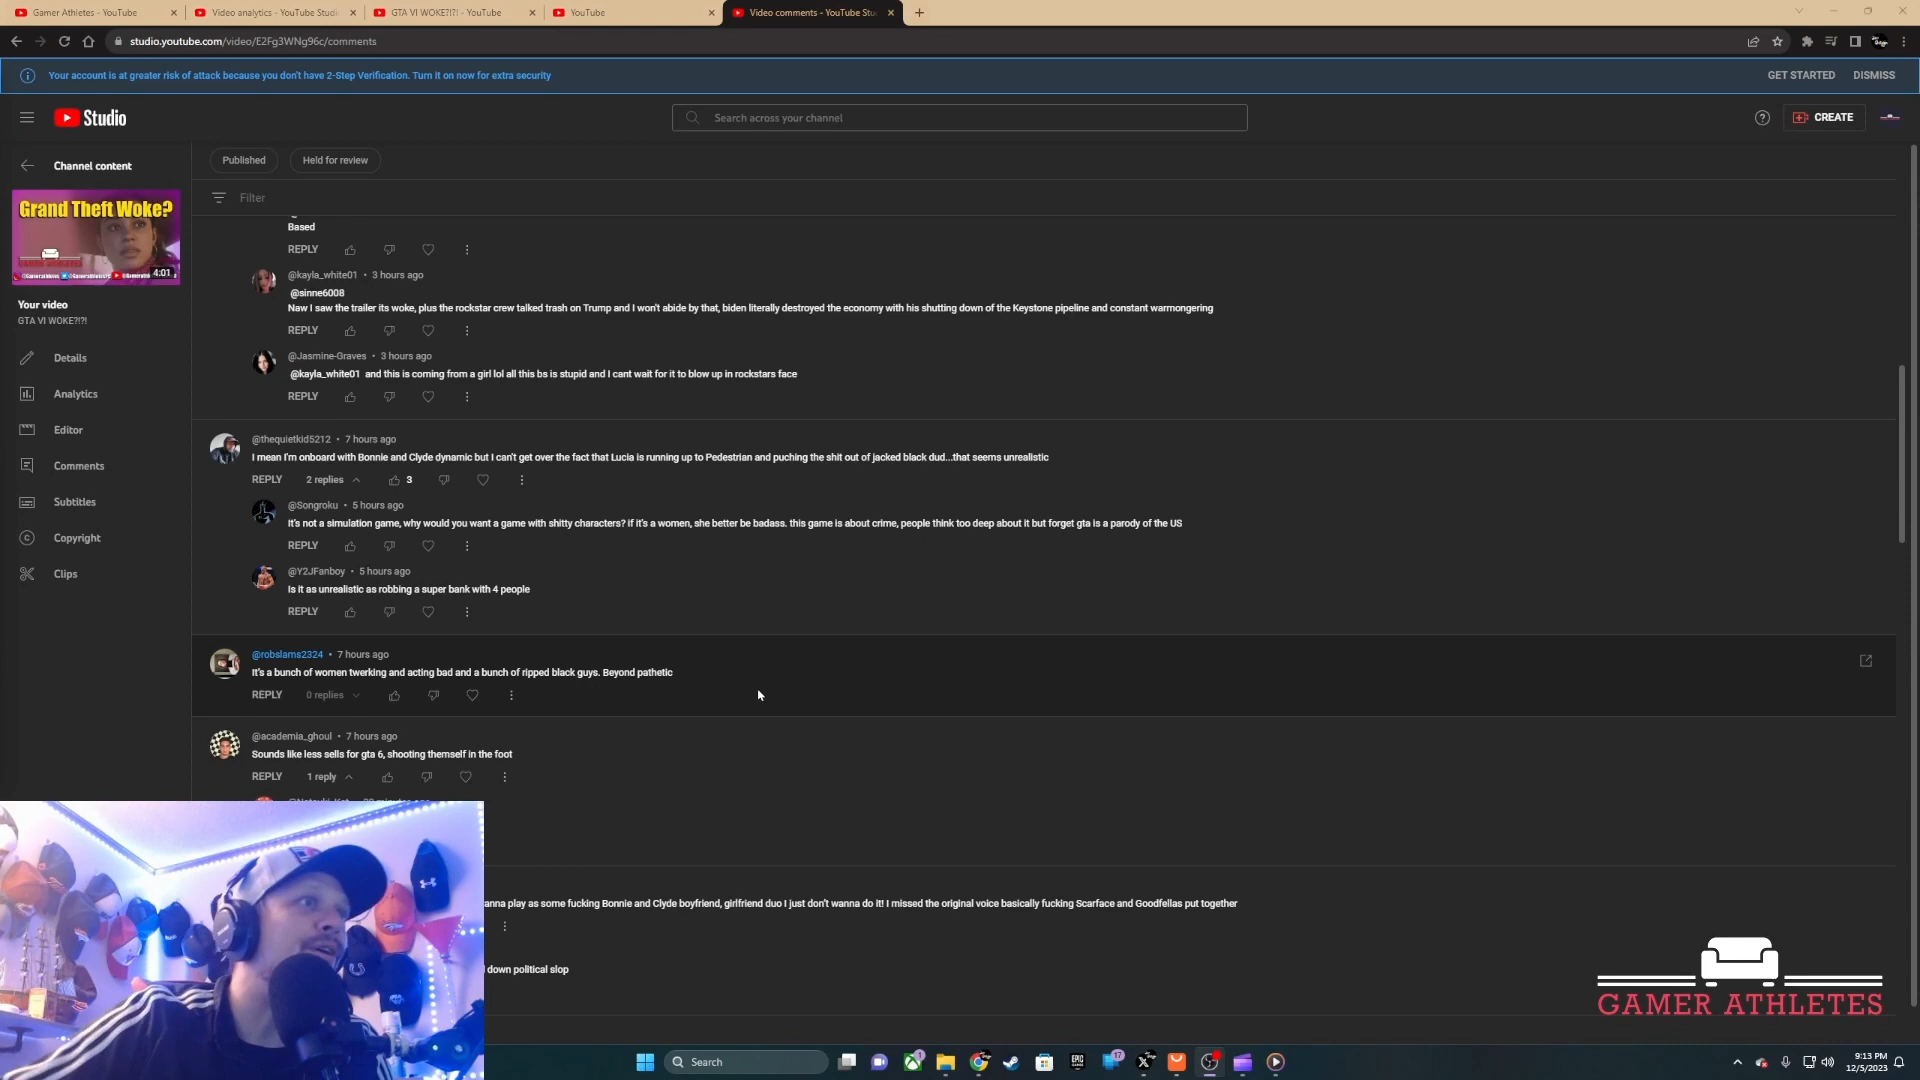 Gamer Athletes - YouTube
Video analytics - YouTube Studi
GTA VI WOKE?!?! - YouTube
YouTube
Video comments - YouTube Stu
studio.youtube.com/video/E2Fg3WNg96c/comments
Your account is at greater risk of attack because you don't have 2-Step Verification. Turn it on now for extra security
GET STARTED DISMISS
Studio
Search across your channel
CREATE
Channel content
Published
Held for review
Filter
Grand Theft Woke?
4:01
Your video
GTA VI WOKE?!?!
Details
Analytics
Editor
Comments
Subtitles
Copyright
Clips
Based
REPLY
@kayla_white01 • 3 hours ago
@sinne6008
Naw I saw the trailer its woke, plus the rockstar crew talked trash on Trump and I won't abide by that, biden literally destroyed the economy with his shutting down of the Keystone pipeline and constant warmongering
REPLY
@Jasmine-Graves • 3 hours ago
@kayla_white01 and this is coming from a girl lol all this bs is stupid and I cant wait for it to blow up in rockstars face
REPLY
@thequietkid5212 • 7 hours ago
I mean I'm onboard with Bonnie and Clyde dynamic but I can't get over the fact that Lucia is running up to Pedestrian and puching the shit out of jacked black dud...that seems unrealistic
REPLY 2 replies 3
@Songroku • 5 hours ago
It's not a simulation game, why would you want a game with shitty characters? if it's a women, she better be badass. this game is about crime, people think too deep about it but forget gta is a parody of the US
REPLY
@Y2JFanboy • 5 hours ago
Is it as unrealistic as robbing a super bank with 4 people
REPLY
@robslams2324 • 7 hours ago
It's a bunch of women twerking and acting bad and a bunch of ripped black guys. Beyond pathetic
REPLY 0 replies
@academia_ghoul • 7 hours ago
Sounds like less sells for gta 6, shooting themself in the foot
REPLY 1 reply
anna play as some fucking Bonnie and Clyde boyfriend, girlfriend duo I just don't wanna do it! I missed the original voice basically fucking Scarface and Goodfellas put together
down political slop
GAMER ATHLETES
Search
1
17
9:13 PM
12/5/2023